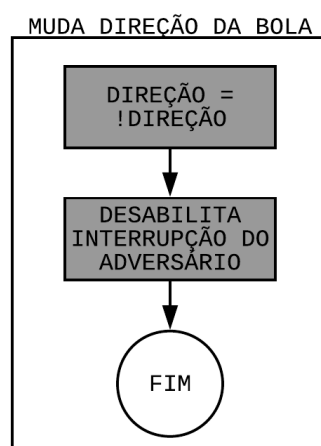 MUDA DIREÇÃO DA BOLA
DIREÇÃO =
!DIREÇÃO
DESABILITA
INTERRUPÇÃO DO
ADVERSÁRIO
FIM